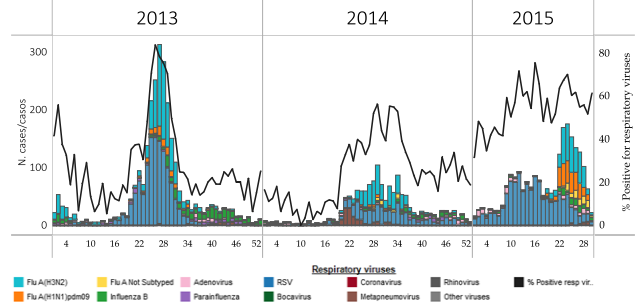 2013 2014 2015
300 80
60
200
40
100
20
0 0
N. cases/casos
% Positive for respiratory viruses
4 10 16 22 28 34 40 46 52 4 10 16 22 28 34 40 46 52 4 10 16 22 28
Respiratory viruses
Flu A(H3N2) Flu A Not Subtyped Adenovirus RSV Coronavirus Rhinovirus % Positive resp vir..
Flu A(H1N1)pdm09 Influenza B Parainfluenza Bocavirus Metapneumovirus Other viruses